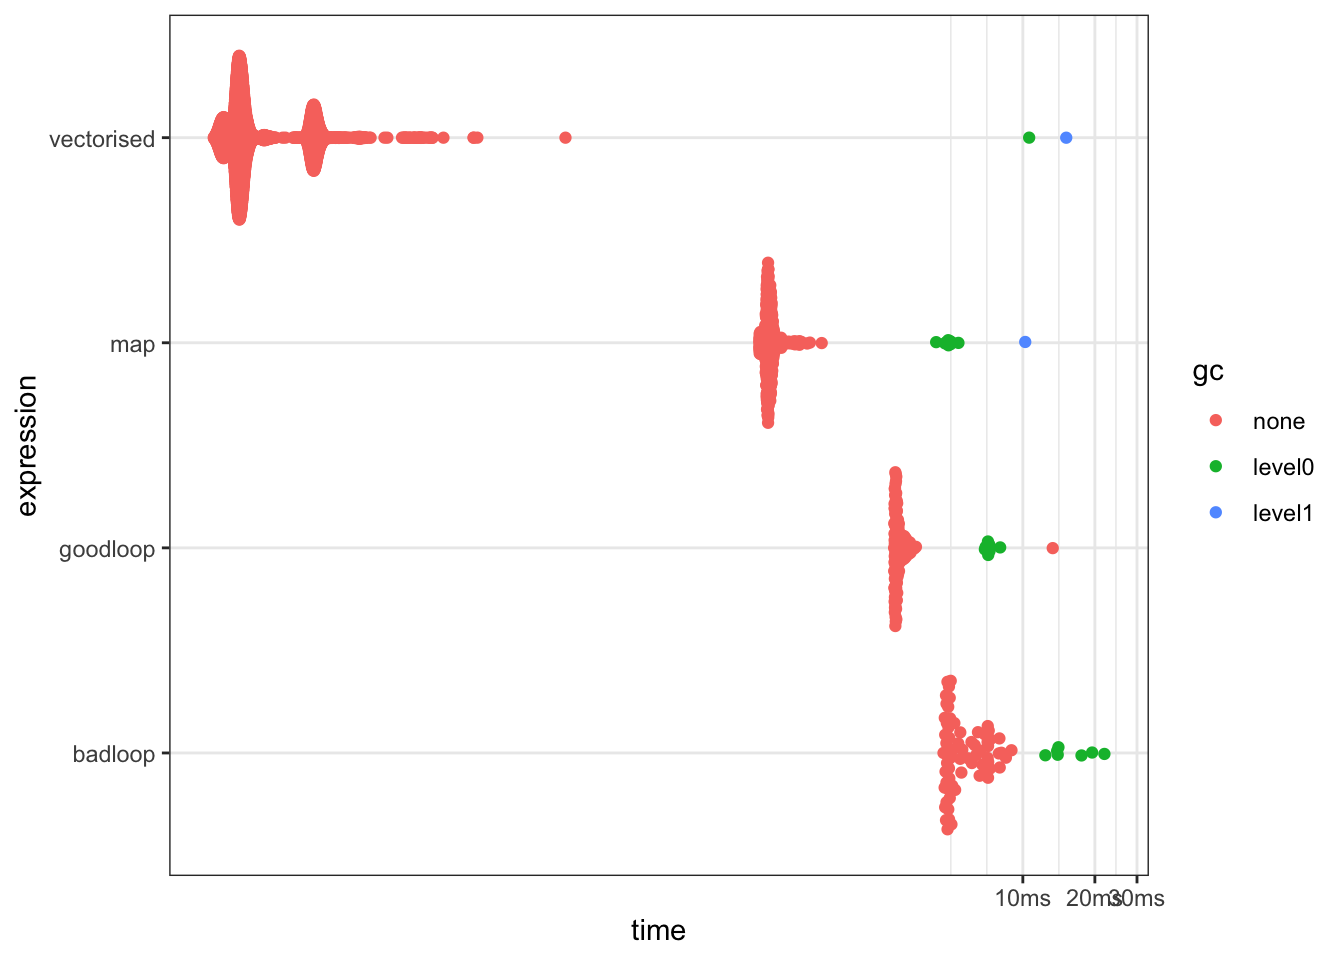 vectorised
map
goodloop
badloop
expression
10ms 20ms 30ms
time
gc
none
level0
level1